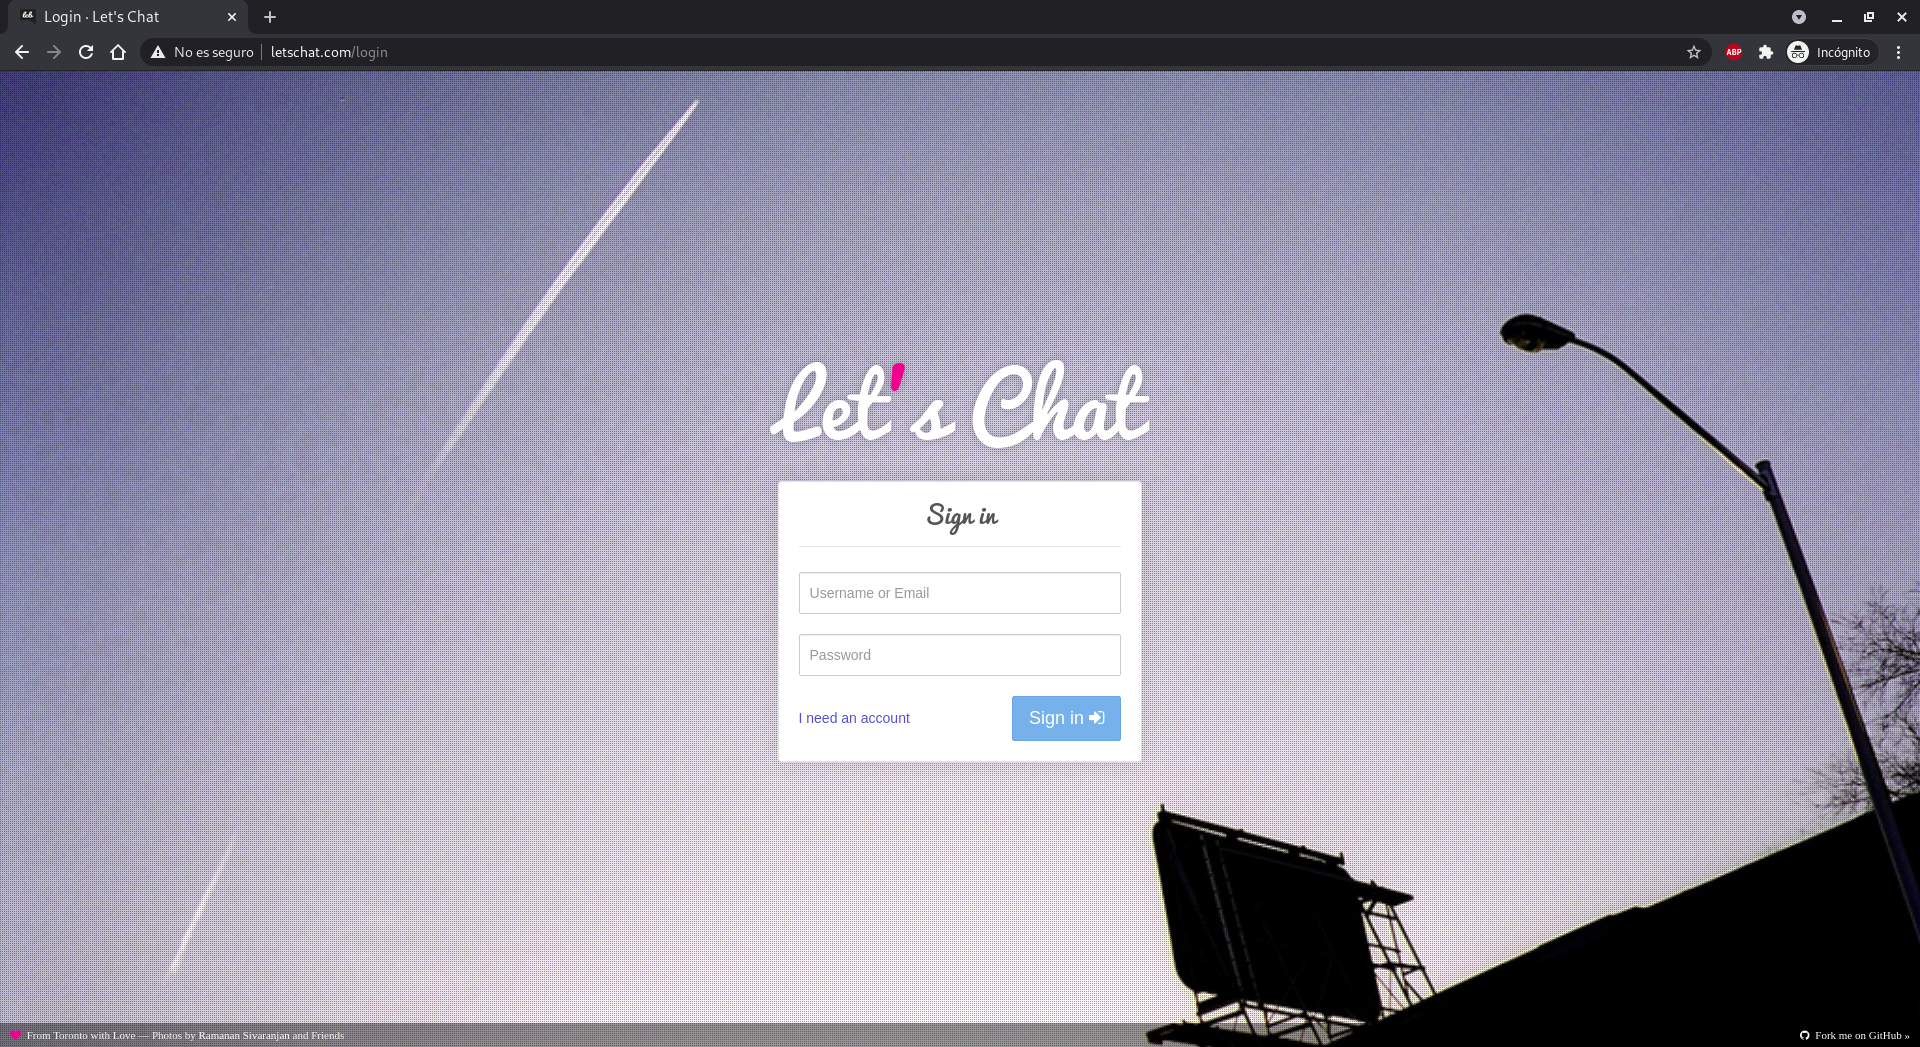 Login · Let's Chat
No es seguro
letschat.com/login
ABP
Incógnito
Let's Chat
Sign in
Username or Email
Password
I need an account
Sign in
From Toronto with Love — Photos by Ramanan Sivaranjan and Friends
Fork me on GitHub »